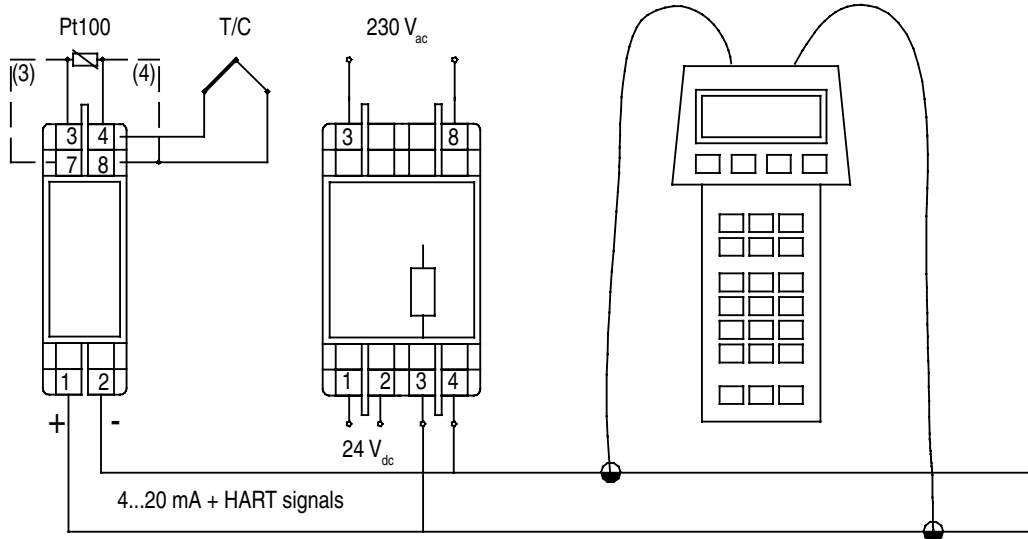 Pt100 T/C 230 Vac
(3) (4)
3 4 3 8
7 8
1 2 1 2 3 4
+ -
24 Vdc
4...20 mA + HART signals